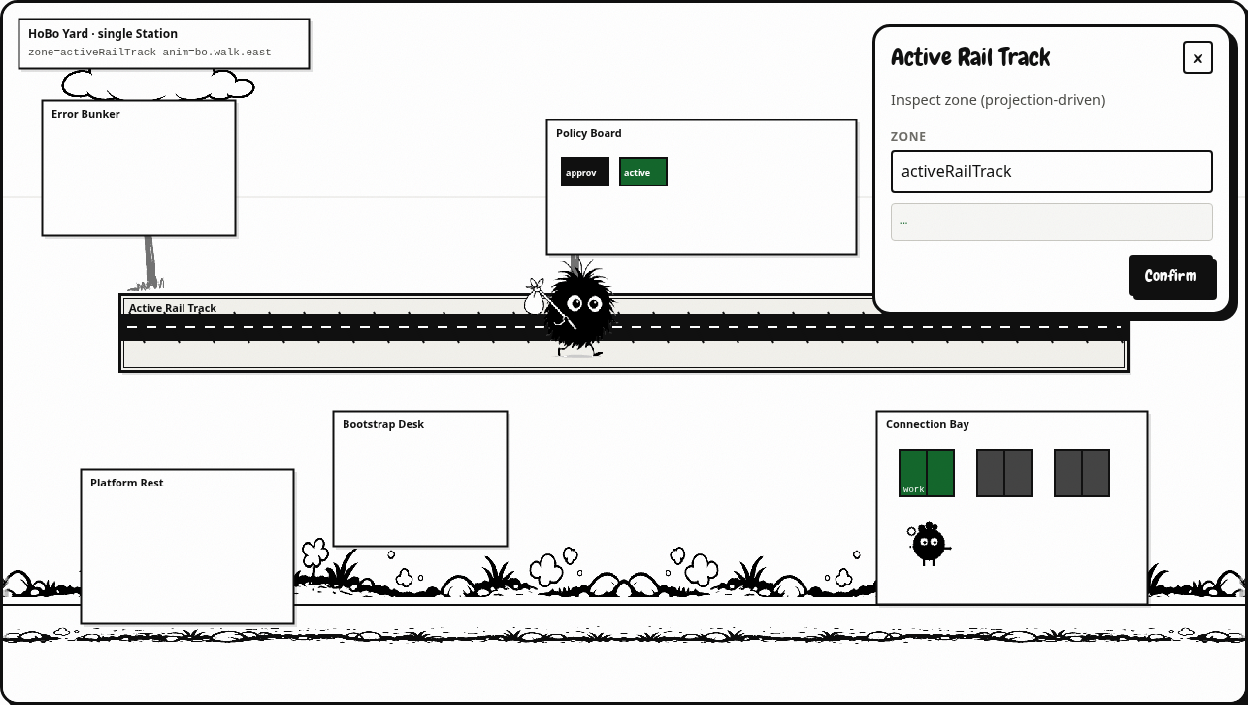 HoBo Yard · single Station
zone=activeRailTrack anim=bo.walk.east
Error Bunker
Policy Board
approv
active
Active Rail Track
x
Inspect zone (projection-driven)
ZONE
activeRailTrack
…
Confirm
Active Rail Track
Bootstrap Desk
Platform Rest
Connection Bay
work